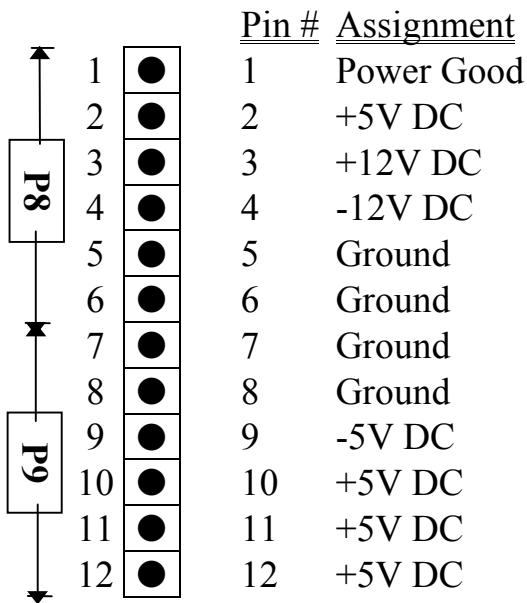 Pin # Assignment
1 1 Power Good
2 2 +5V DC
3 3 +12V DC
4 4 -12V DC
5 5 Ground
6 6 Ground
7 7 Ground
8 8 Ground
9 9 -5V DC
10 10 +5V DC
11 11 +5V DC
12 12 +5V DC
P8
P9